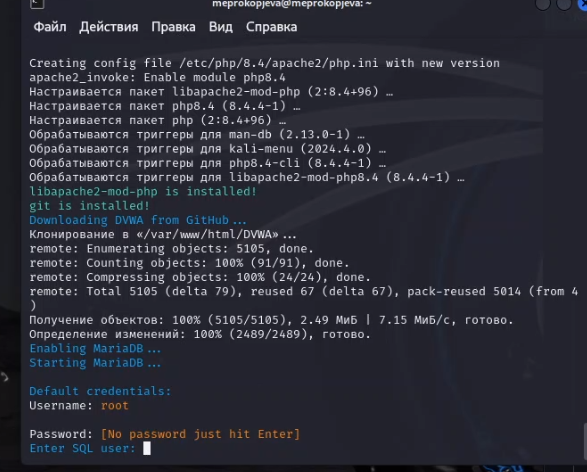 meprokopjeva@meprokopjeva: ~
Файл Действия Правка Вид Справка
Creating config file /etc/php/8.4/apache2/php.ini with new version
apache2_invoke: Enable module php8.4
Настраивается пакет libapache2-mod-php (2:8.4+96) …
Настраивается пакет php8.4 (8.4.4-1) …
Настраивается пакет php (2:8.4+96) …
Обрабатываются триггеры для man-db (2.13.0-1) …
Обрабатываются триггеры для kali-menu (2024.4.0) …
Обрабатываются триггеры для php8.4-cli (8.4.4-1) …
Обрабатываются триггеры для libapache2-mod-php8.4 (8.4.4-1) …
libapache2-mod-php is installed!
git is installed!
Downloading DVWA from GitHub...
Клонирование в «/var/www/html/DVWA»...
remote: Enumerating objects: 5105, done.
remote: Counting objects: 100% (91/91), done.
remote: Compressing objects: 100% (24/24), done.
remote: Total 5105 (delta 79), reused 67 (delta 67), pack-reused 5014 (from 4
)
Получение объектов: 100% (5105/5105), 2.49 МиБ | 7.15 МиБ/с, готово.
Определение изменений: 100% (2489/2489), готово.
Enabling MariaDB...
Starting MariaDB...
Default credentials:
Username: root
Password: [No password just hit Enter]
Enter SQL user: